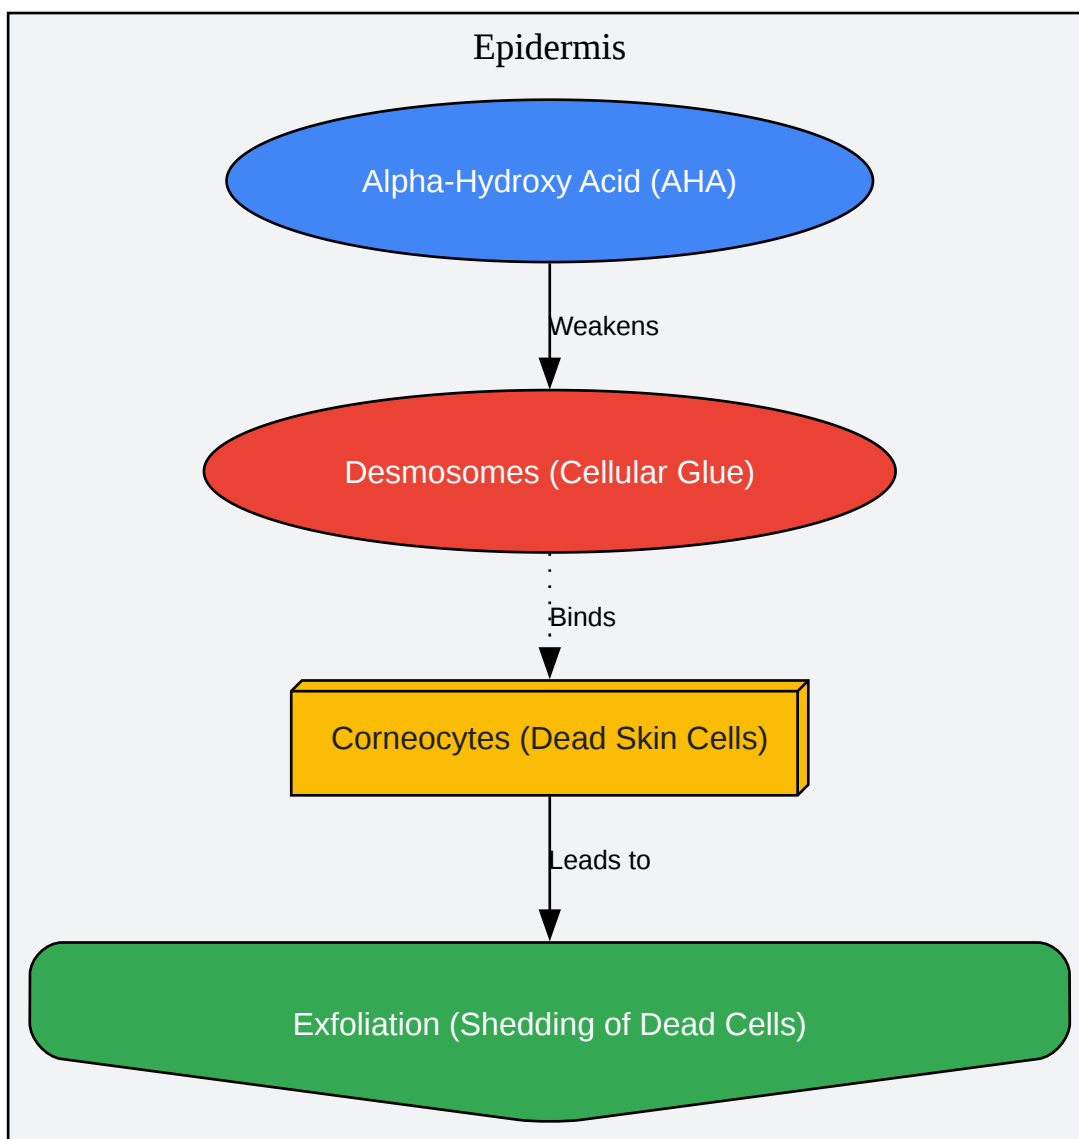 Epidermis
Alpha-Hydroxy Acid (AHA)
Weakens
Desmosomes (Cellular Glue)
Binds
Corneocytes (Dead Skin Cells)
Leads to
Exfoliation (Shedding of Dead Cells)